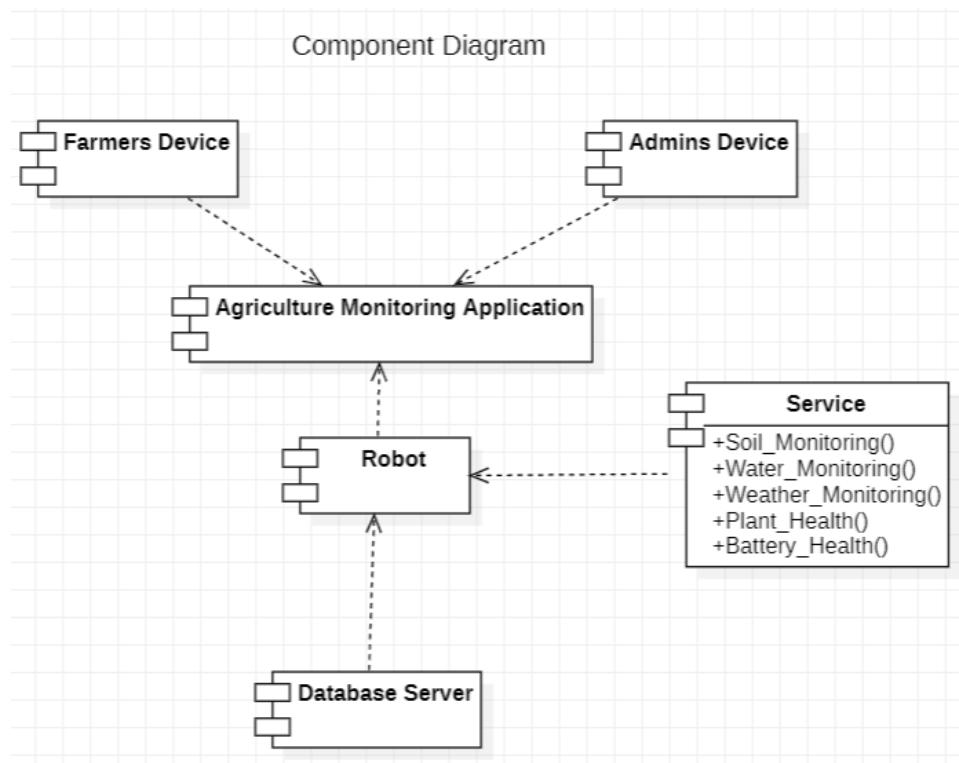 Component Diagram
Farmers Device
Admins Device
Agriculture Monitoring Application
Robot
Service
+Soil_Monitoring()
+Water_Monitoring()
+Weather_Monitoring()
+Plant_Health()
+Battery_Health()
Database Server